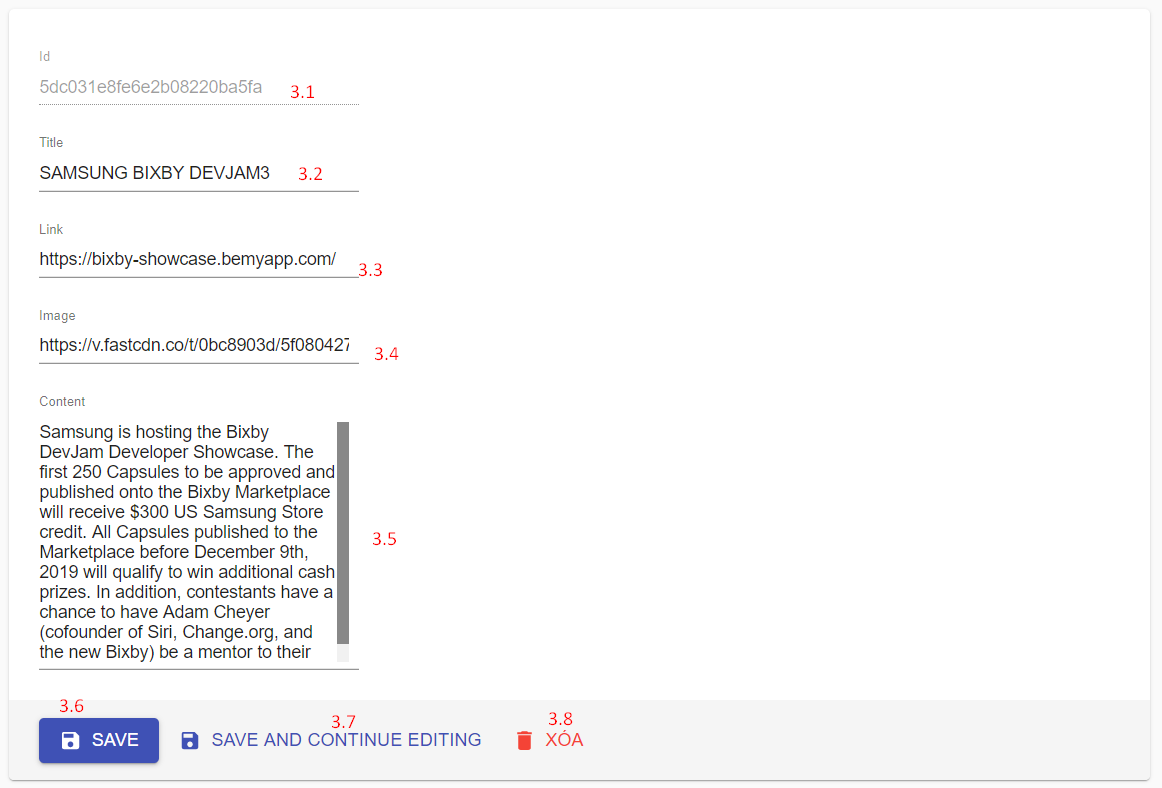 Id
5dc031e8fe6e2b08220ba5fa 3.1
Title
SAMSUNG BIXBY DEVJAM3 3.2
Link
https://bixby-showcase.bemyapp.com/ 3.3
Image
https://v.fastcdn.co/t/0bc8903d/5f080427 3.4
Content
Samsung is hosting the Bixby
DevJam Developer Showcase. The
first 250 Capsules to be approved and
published onto the Bixby Marketplace
will receive $300 US Samsung Store
credit. All Capsules published to the
Marketplace before December 9th,
2019 will qualify to win additional cash
prizes. In addition, contestants have a
chance to have Adam Cheyer
(cofounder of Siri, Change.org, and
the new Bixby) be a mentor to their
3.5
3.6 3.7 3.8
SAVE SAVE AND CONTINUE EDITING XÓA